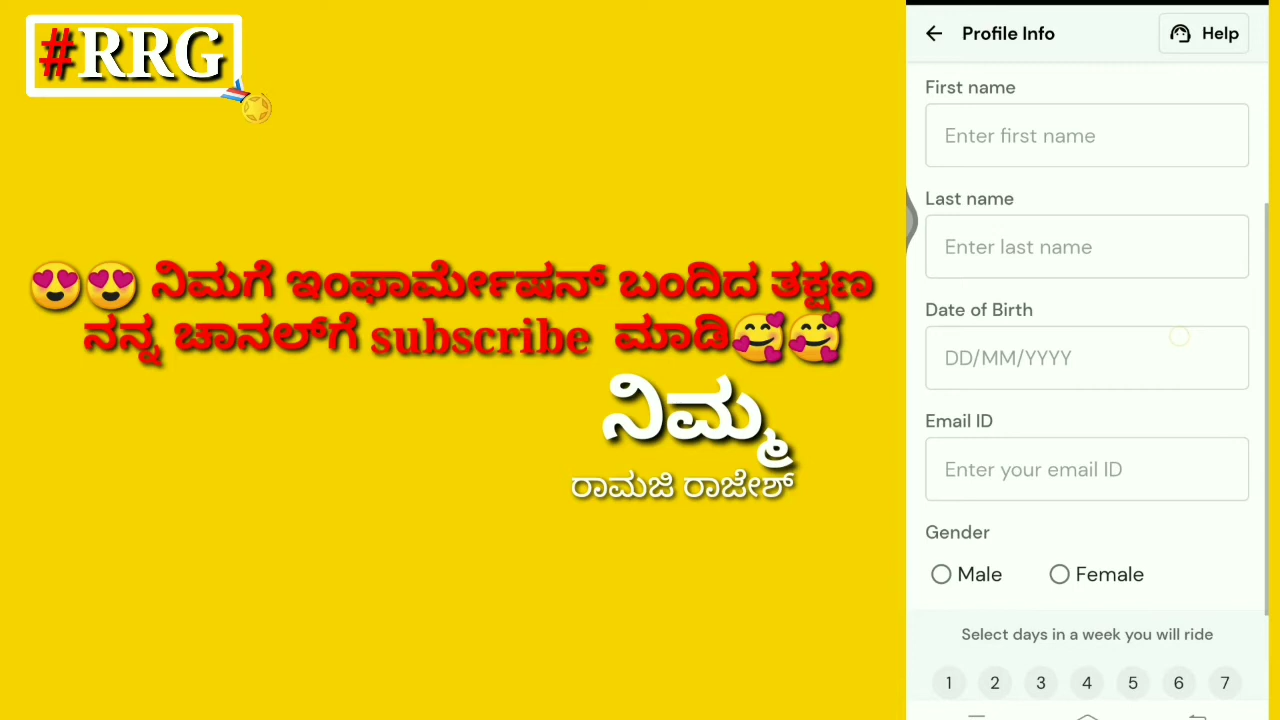 #RRG
😍😍 ನಿಮಗೆ ಇಂಫಾರ್ಮೇಷನ್ ಬಂದಿದ ತಕ್ಷಣ
ನನ್ನ ಚಾನಲ್‌ಗೆ subscribe ಮಾಡಿ🥰🥰
ನಿಮ್ಮ
ರಾಮಜಿ ರಾಜೇಶ್
Profile Info
Help
First name
Enter first name
Last name
Enter last name
Date of Birth
DD/MM/YYYY
Email ID
Enter your email ID
Gender
Male Female
Select days in a week you will ride
1 2 3 4 5 6 7